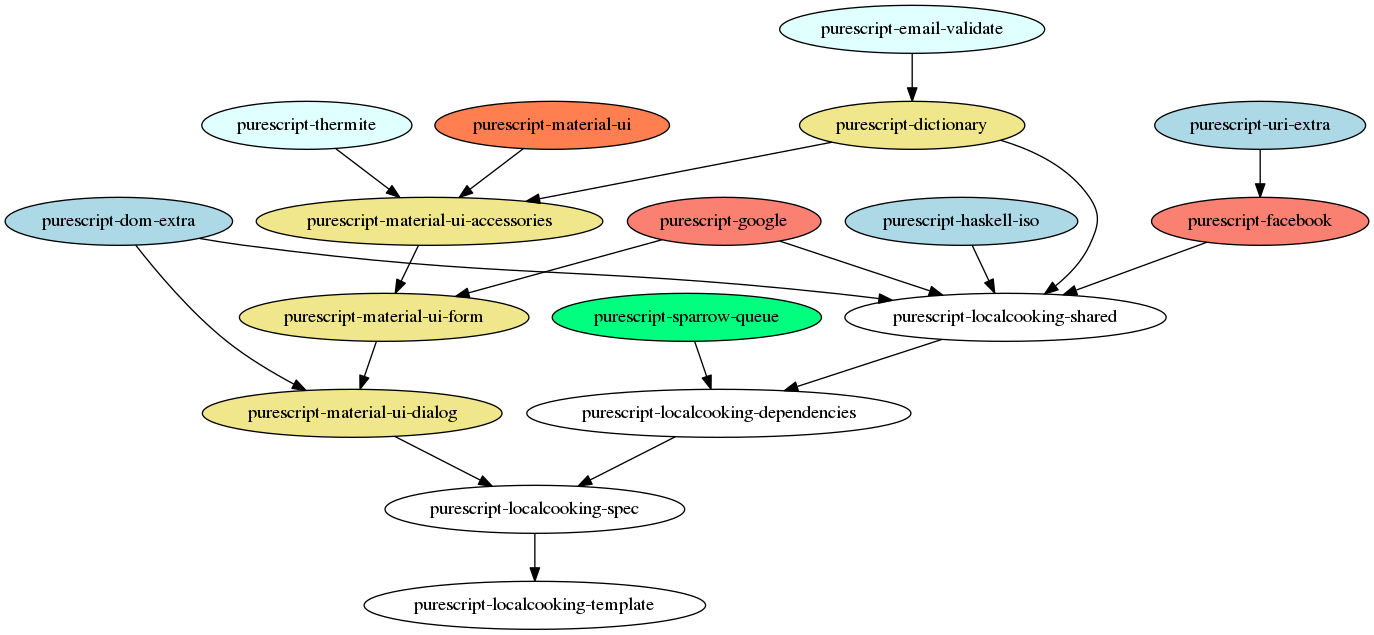 purescript-email-validate
purescript-thermite
purescript-material-ui
purescript-dictionary
purescript-uri-extra
purescript-dom-extra
purescript-material-ui-accessories
purescript-google
purescript-haskell-iso
purescript-facebook
purescript-material-ui-form
purescript-sparrow-queue
purescript-localcooking-shared
purescript-material-ui-dialog
purescript-localcooking-dependencies
purescript-localcooking-spec
purescript-localcooking-template